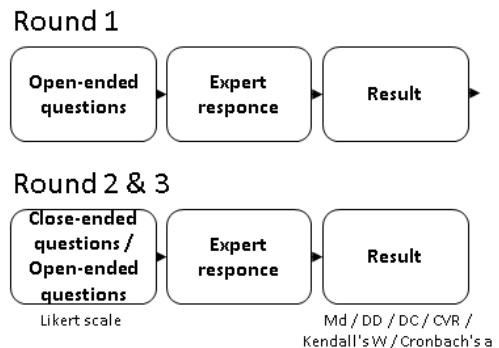 Round 1
Open-ended
questions
Expert
responce
Result
Round 2 & 3
Close-ended
questions /
Open-ended
questions
Expert
responce
Result
Likert scale
Md / DD / DC / CVR /
Kendall's W / Cronbach's a